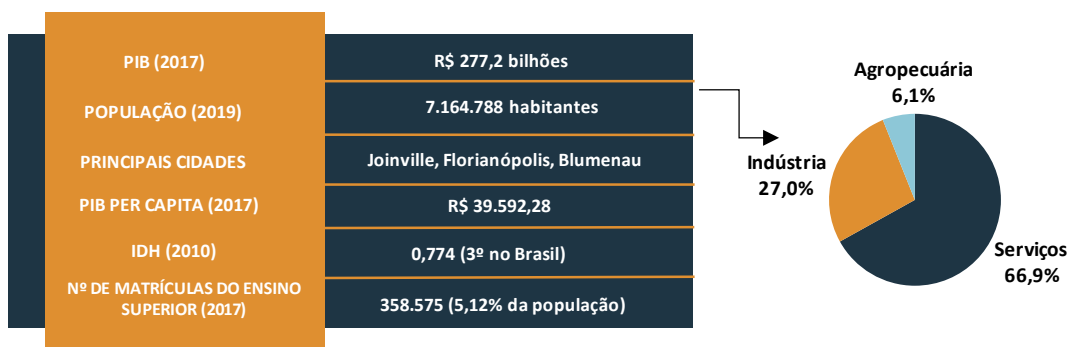 PIB (2017)
R$ 277,2 bilhões
POPULAÇÃO (2019)
7.164.788 habitantes
PRINCIPAIS CIDADES
Joinville, Florianópolis, Blumenau
PIB PER CAPITA (2017)
R$ 39.592,28
IDH (2010)
0,774 (3º no Brasil)
Nº DE MATRÍCULAS DO ENSINO
SUPERIOR (2017)
358.575 (5,12% da população)
Agropecuária
6,1%
Indústria
27,0%
Serviços
66,9%